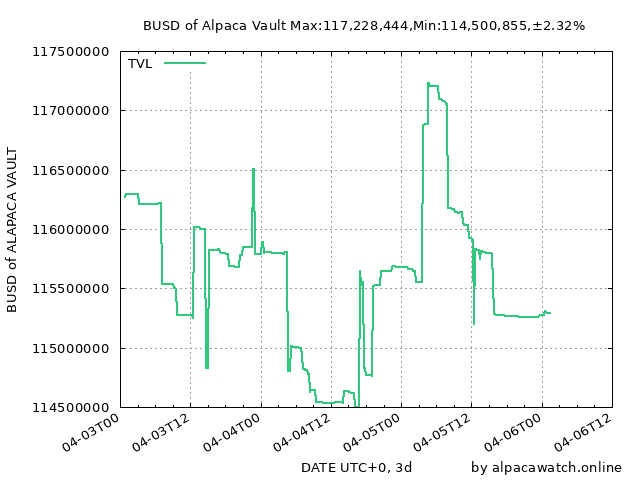 BUSD of Alpaca Vault Max:117,228,444,Min:114,500,855,±2.32%
117500000
TVL
117000000
116500000
116000000
115500000
115000000
114500000
BUSD of ALAPACA VAULT
04-03T00
04-03T12
04-04T00
04-04T12
04-05T00
04-05T12
04-06T00
04-06T12
DATE UTC+0, 3d
by alpacawatch.online